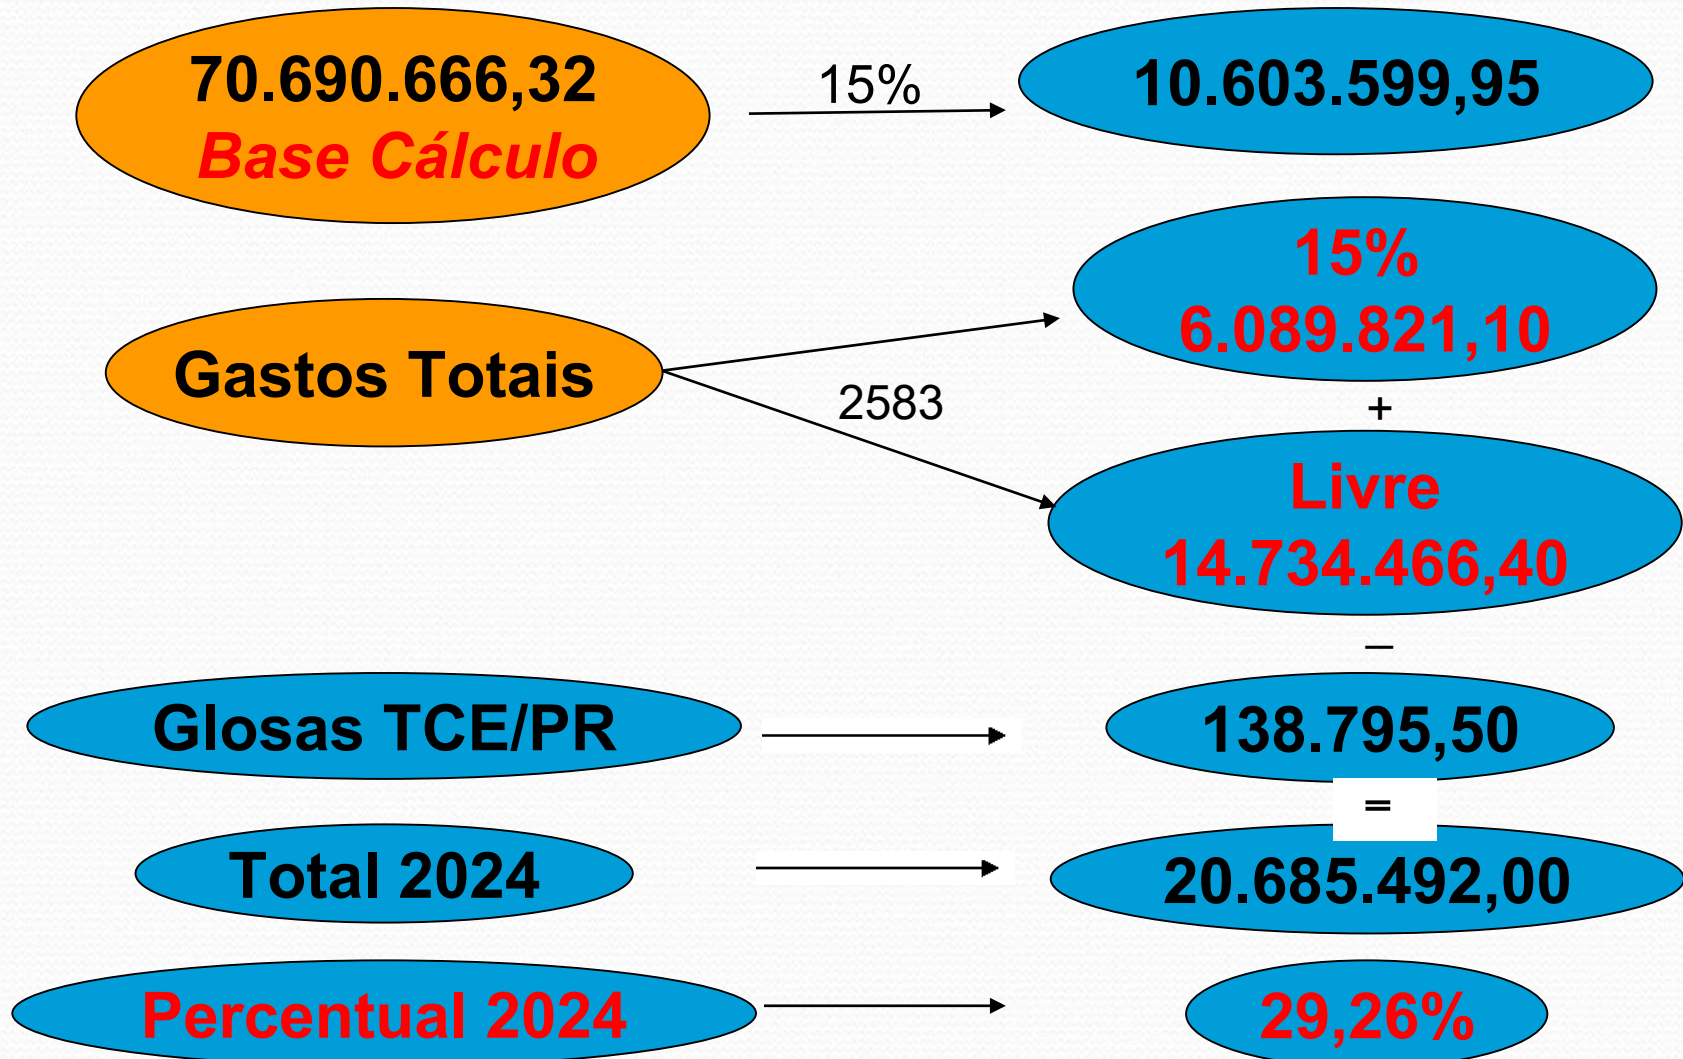 70.690.666,32
Base Cálculo
15%
10.603.599,95
Gastos Totais
15%
6.089.821,10
2583
+
Livre
14.734.466,40
–
Glosas TCE/PR
138.795,50
=
Total 2024
20.685.492,00
Percentual 2024
29,26%